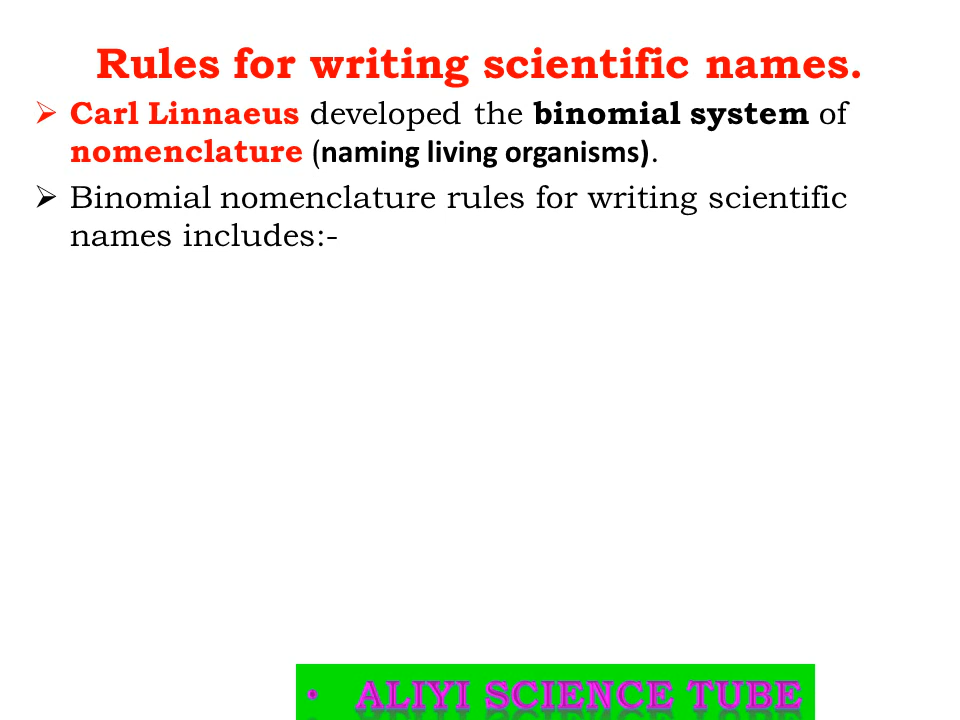 Rules for writing scientific names.
➢ Carl Linnaeus developed the binomial system of
nomenclature (naming living organisms).
➢ Binomial nomenclature rules for writing scientific
names includes:-
• ALIYI SCIENCE TUBE